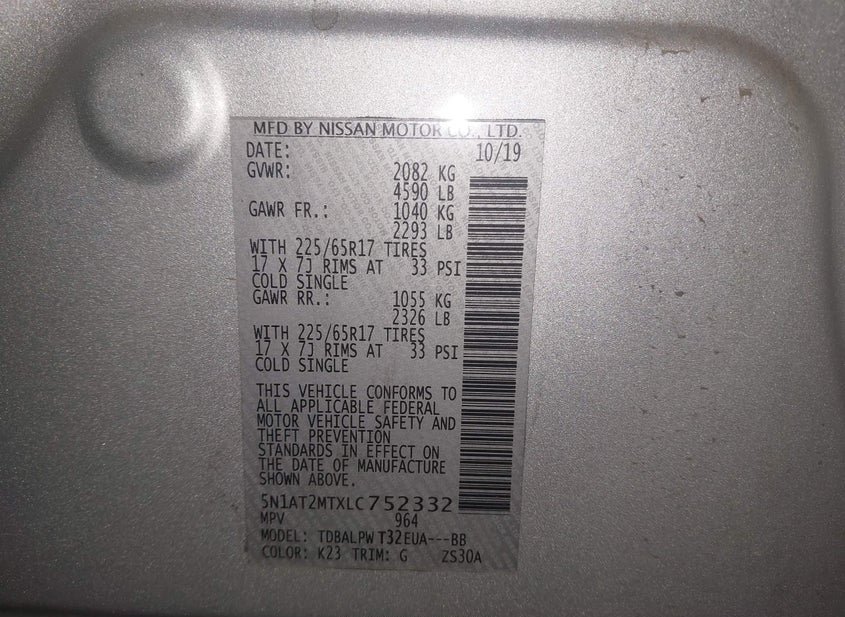 MFD BY NISSAN MOTOR CO., LTD.
DATE: 10/19
GVWR: 2082 KG
4590 LB
GAWR FR.: 1040 KG
2293 LB
WITH 225/65R17 TIRES
17 X 7J RIMS AT 33 PSI
COLD SINGLE
GAWR RR.: 1055 KG
2326 LB
WITH 225/65R17 TIRES
17 X 7J RIMS AT 33 PSI
COLD SINGLE
THIS VEHICLE CONFORMS TO
ALL APPLICABLE FEDERAL
MOTOR VEHICLE SAFETY AND
THEFT PREVENTION
STANDARDS IN EFFECT ON
THE DATE OF MANUFACTURE
SHOWN ABOVE.
5N1AT2MTXLC752332
MPV 964
MODEL: TDBALPW T32EUA---BB
COLOR: K23 TRIM: G ZS30A